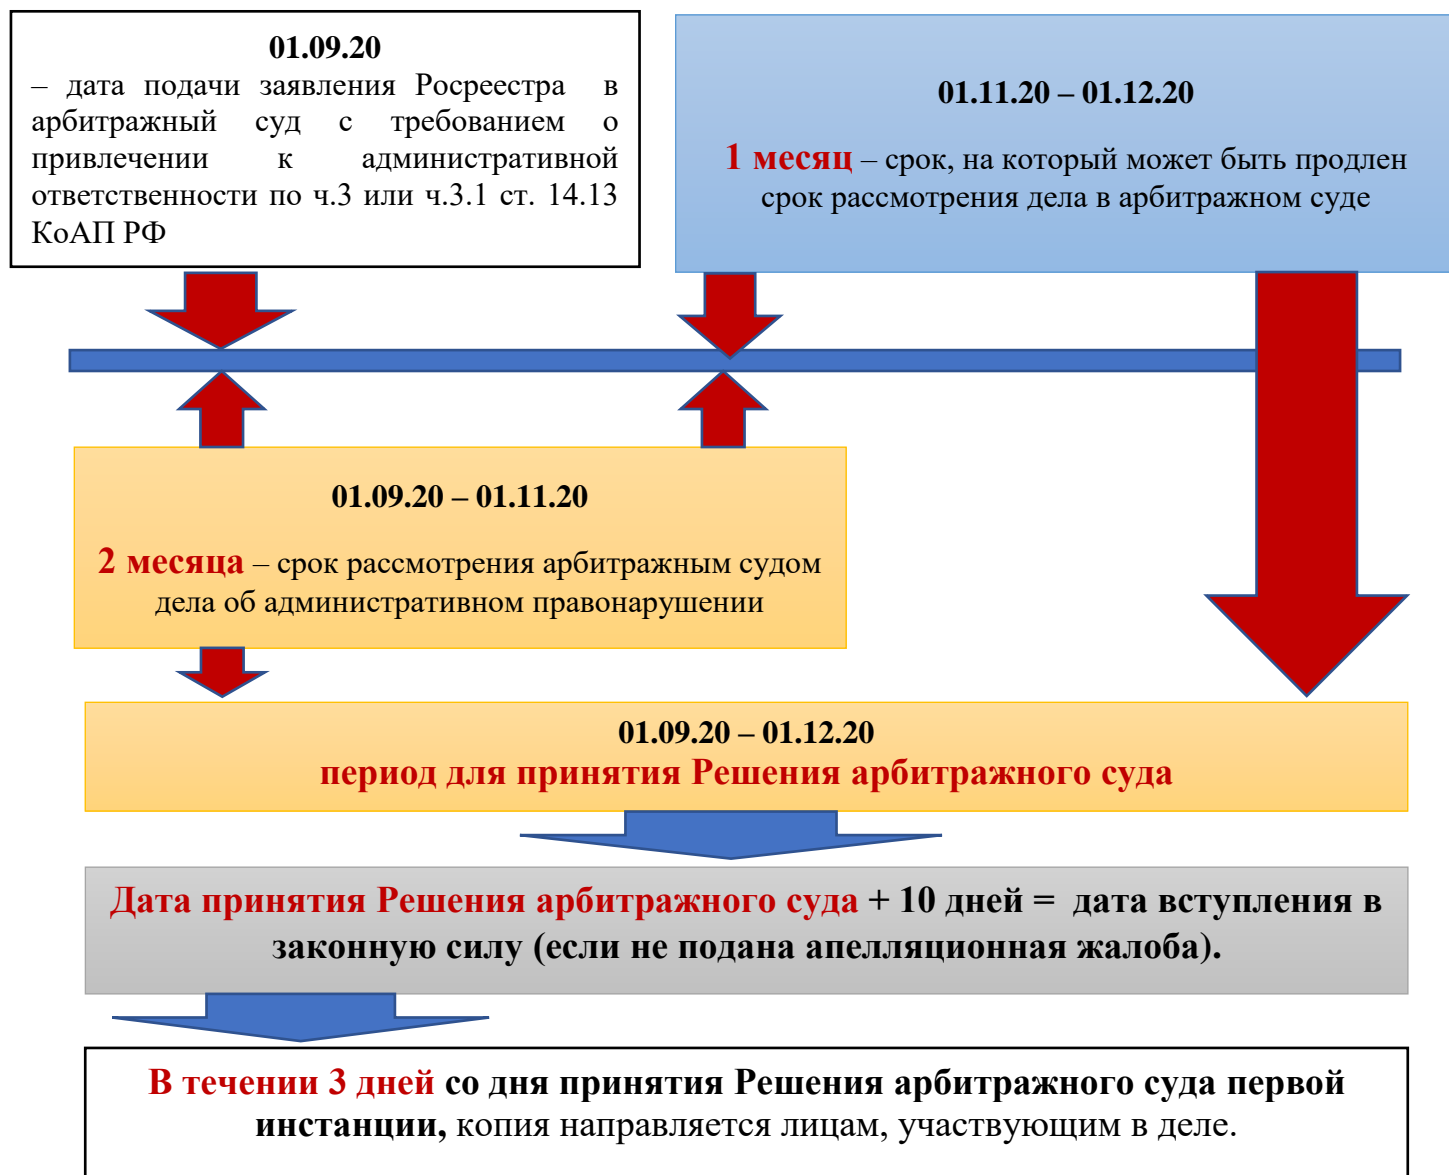 01.09.20
– дата подачи заявления Росреестра в
арбитражный суд с требованием о
привлечении к административной
ответственности по ч.3 или ч.3.1 ст. 14.13
КоАП РФ
01.11.20 – 01.12.20
1 месяц – срок, на который может быть продлен
срок рассмотрения дела в арбитражном суде
01.09.20 – 01.11.20
2 месяца – срок рассмотрения арбитражным судом
дела об административном правонарушении
01.09.20 – 01.12.20
период для принятия Решения арбитражного суда
Дата принятия Решения арбитражного суда + 10 дней = дата вступления в
законную силу (если не подана апелляционная жалоба).
В течении 3 дней со дня принятия Решения арбитражного суда первой
инстанции, копия направляется лицам, участвующим в деле.